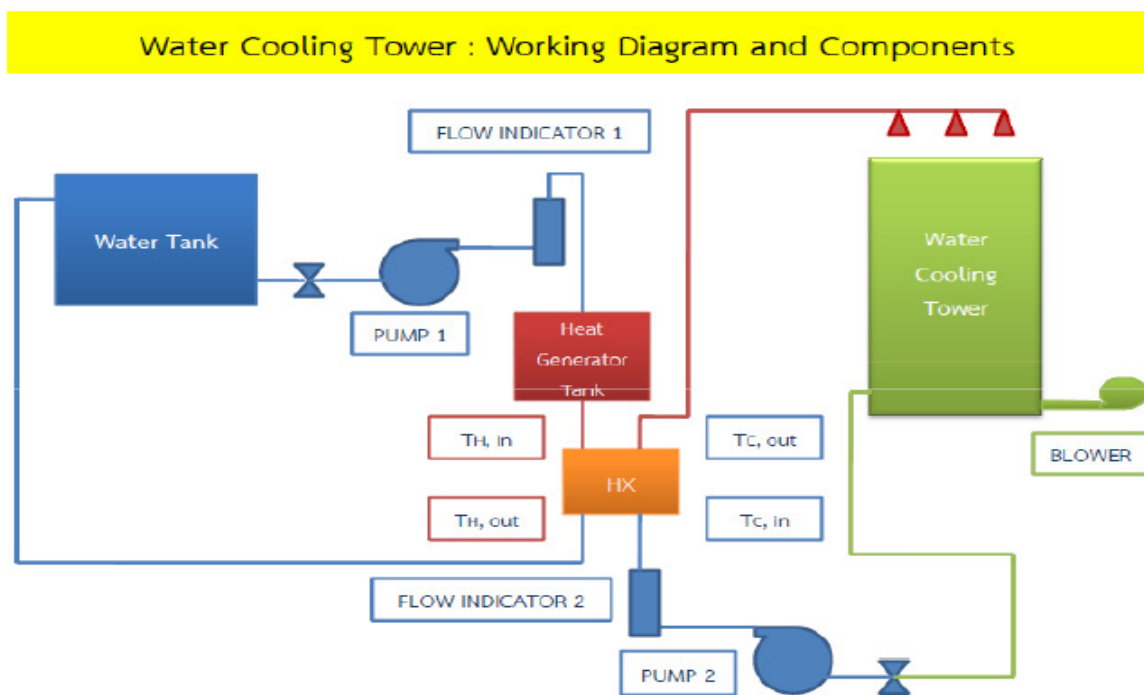 Water Cooling Tower : Working Diagram and Components
FLOW INDICATOR 1
Water Tank
Water
Cooling
Tower
PUMP 1
Heat
Generator
Tank
TH, in
TC, out
BLOWER
HX
TH, out
TC, in
FLOW INDICATOR 2
PUMP 2